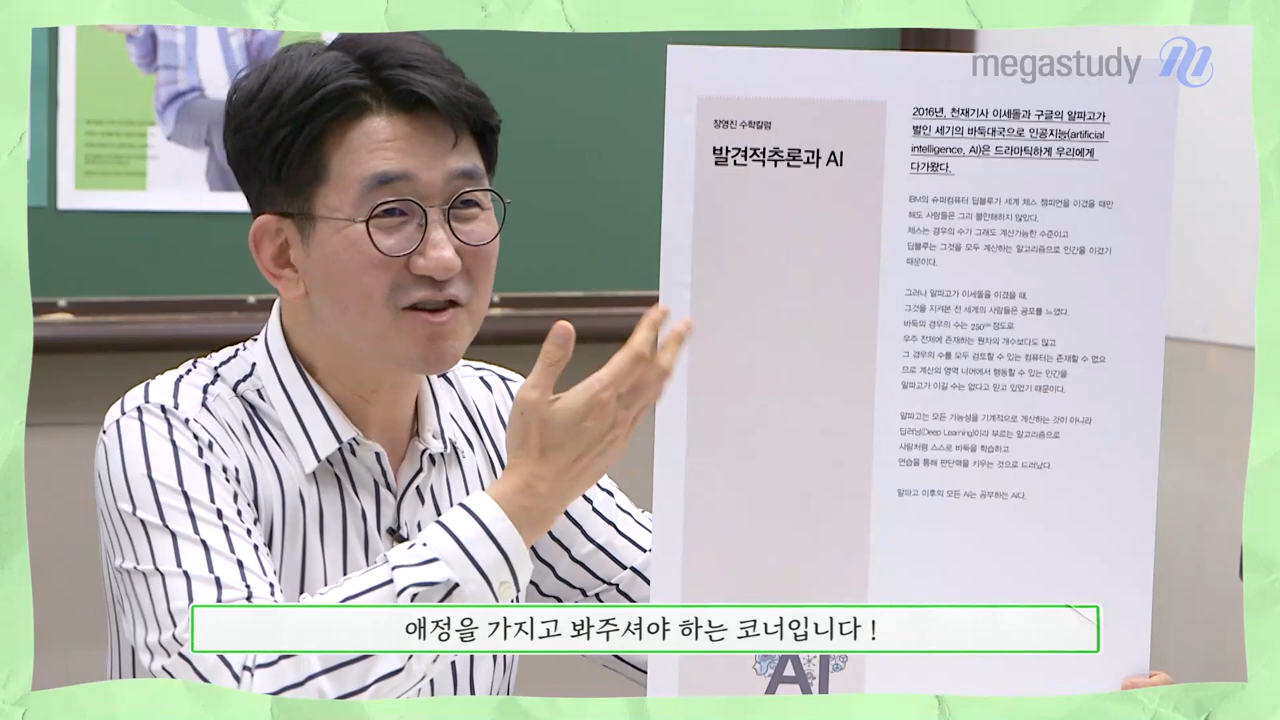 megastudy
장영진 수학칼럼
발견적추론과 AI
2016년, 천재기사 이세돌과 구글의 알파고가
벌인 세기의 바둑대국으로 인공지능(artificial
intelligence, AI)은 드라마틱하게 우리에게
다가왔다.
IBM의 슈퍼컴퓨터 딥블루가 세계 체스 챔피언을 이겼을 때만
해도 사람들은 그리 불안해하지 않았다.
체스는 경우의 수가 그래도 계산가능한 수준이고
딥블루는 그것을 모두 계산하는 알고리즘으로 인간을 이겼기
때문이다.
그러나 알파고가 이세돌을 이겼을 때,
그것을 지켜본 전 세계의 사람들은 공포를 느꼈다.
바둑의 경우의 수는 250 정도로
우주 전체에 존재하는 원자의 개수보다도 많고
그 경우의 수를 모두 검토할 수 있는 컴퓨터는 존재할 수 없으
므로 계산의 영역 너머에서 행동할 수 있는 인간을
알파고가 이길 수는 없다고 믿고 있었기 때문이다.
알파고는 모든 가능성을 기계적으로 계산하는 것이 아니라
딥러닝(Deep Learning)이라 부르는 알고리즘으로
사람처럼 스스로 바둑을 학습하고
연습을 통해 판단력을 키우는 것으로 드러났다.
알파고 이후의 모든 AI는 공부하는 AI다.
애정을 가지고 봐주셔야 하는 코너입니다 !
AI